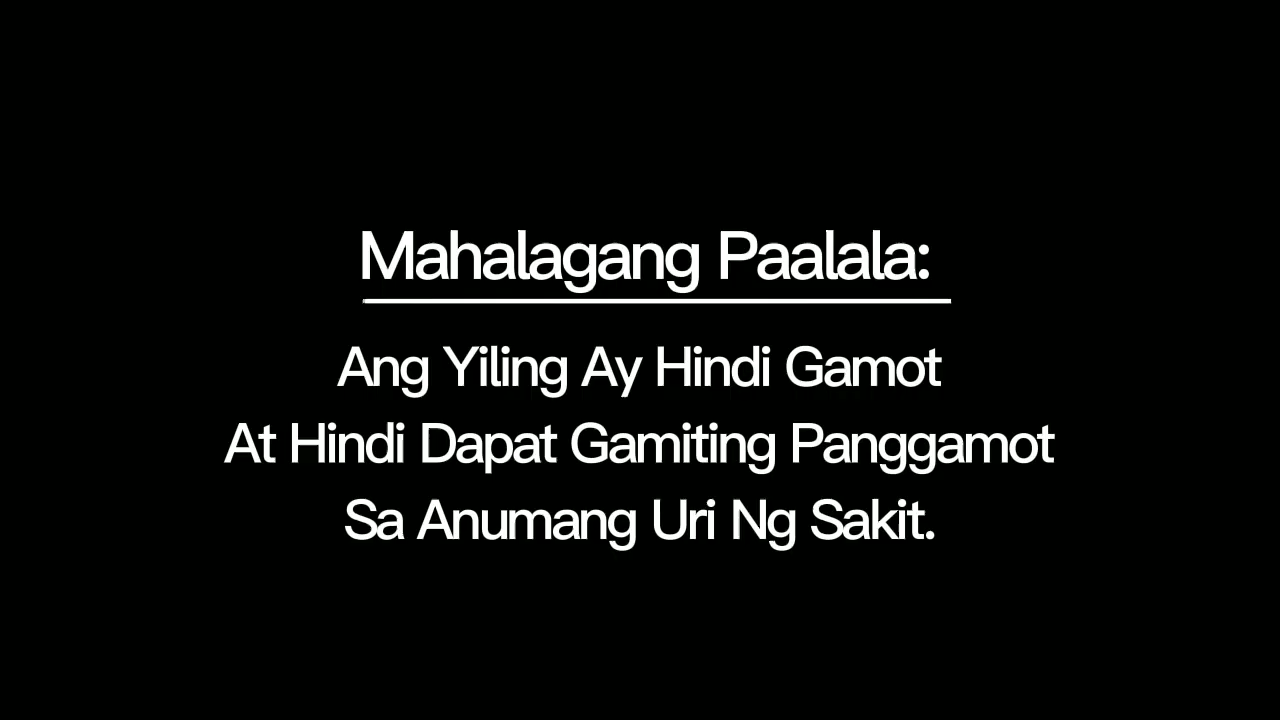 Mahalagang Paalala:
Ang Yiling Ay Hindi Gamot
At Hindi Dapat Gamiting Panggamot
Sa Anumang Uri Ng Sakit.